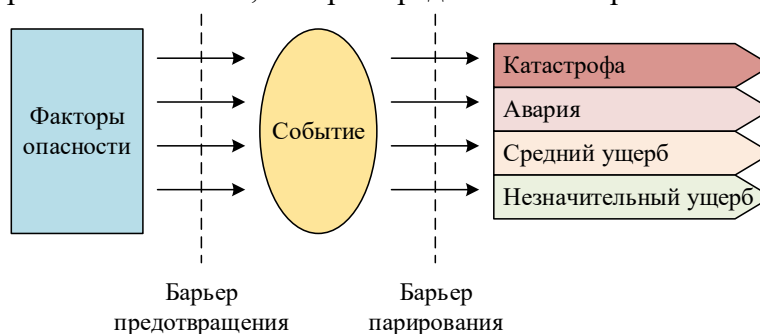 Факторы
опасности
Событие
Катастрофа
Авария
Средний ущерб
Незначительный ущерб
Барьер
предотвращения
Барьер
парирования